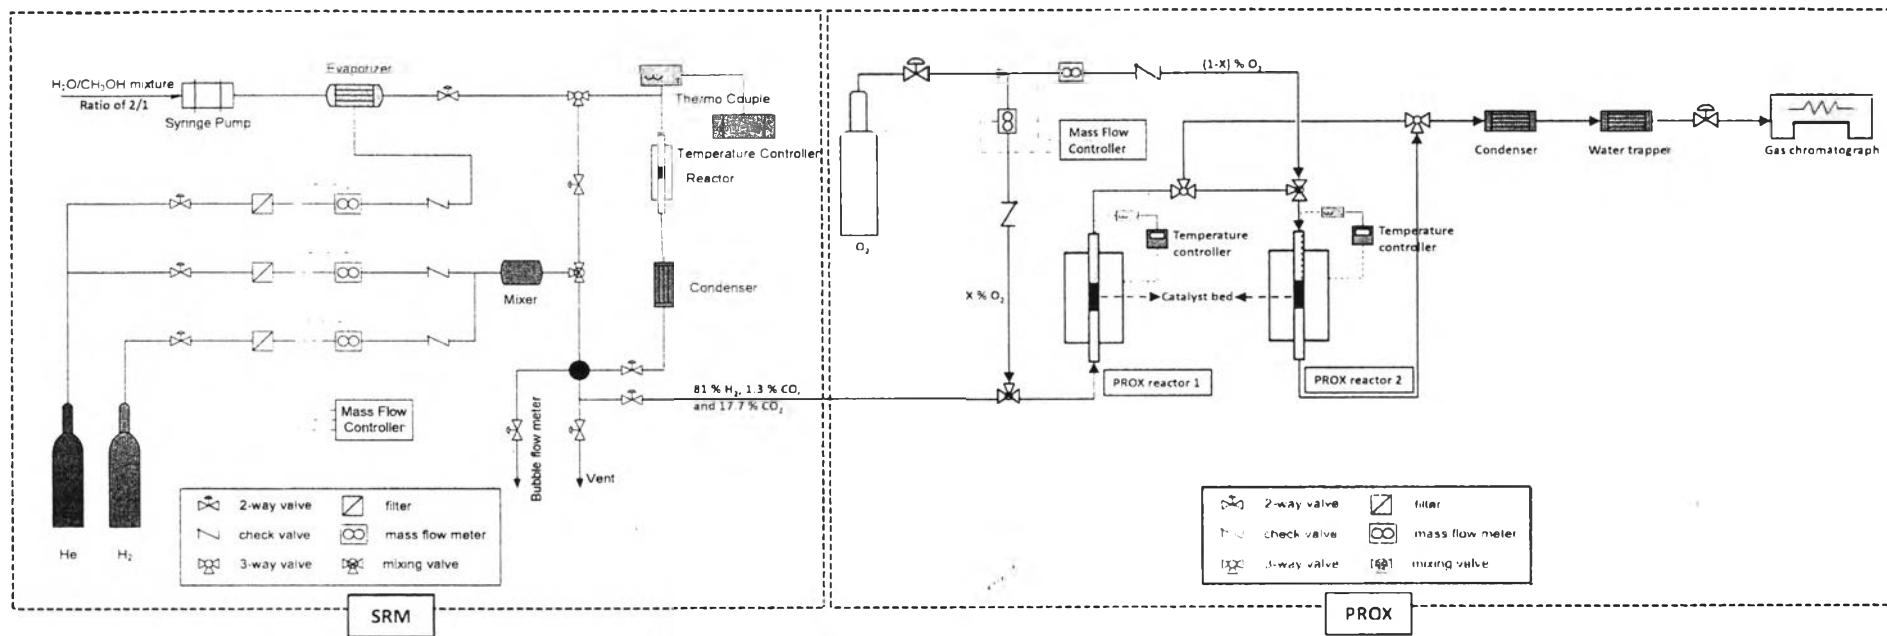 H₂O/CH₃OH mixture
Ratio of 2/1
Syringe Pump
Evaporizer
Thermo Couple
Temperature Controller
Reactor
Mixer
Condenser
81 % H₂, 1.3 % CO,
and 17.7 % CO₂
Mass Flow
Controller
Bubble flow meter
Vent
He
H₂
2-way valve
filter
check valve
mass flow meter
3-way valve
mixing valve
SRM
(1-X) % O₂
Mass Flow
Controller
O₂
X % O₂
Temperature
controller
Temperature
controller
Catalyst bed
PROX reactor 1
PROX reactor 2
Condenser
Water trapper
Gas chromatograph
2-way valve
filter
check valve
mass flow meter
3-way valve
mixing valve
PROX